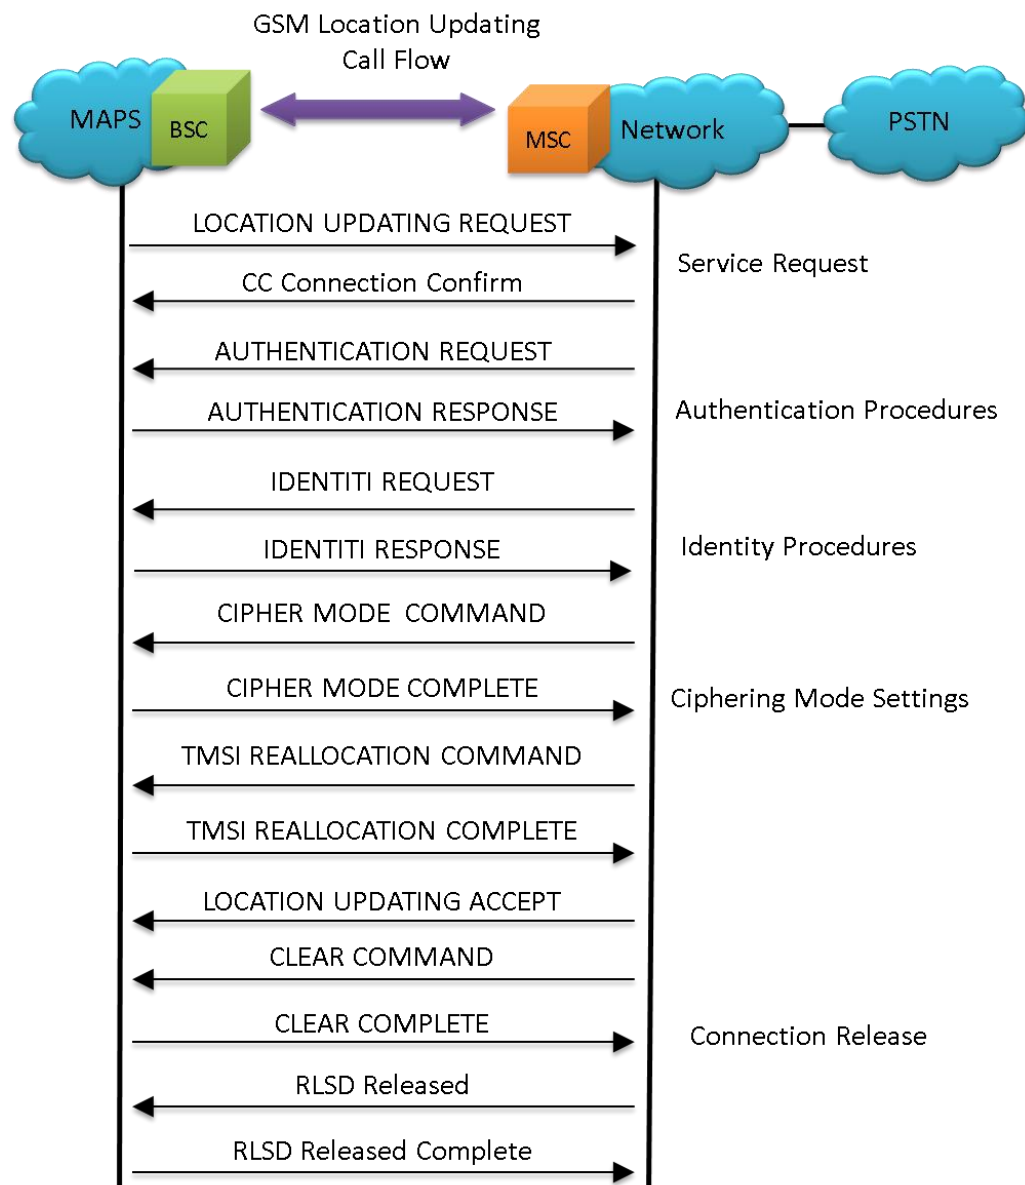 GSM Location Updating
Call Flow
MAPS
BSC
MSC
Network
PSTN
LOCATION UPDATING REQUEST
Service Request
CC Connection Confirm
AUTHENTICATION REQUEST
AUTHENTICATION RESPONSE
Authentication Procedures
IDENTITI REQUEST
IDENTITI RESPONSE
Identity Procedures
CIPHER MODE  COMMAND
CIPHER MODE COMPLETE
Ciphering Mode Settings
TMSI REALLOCATION COMMAND
TMSI REALLOCATION COMPLETE
LOCATION UPDATING ACCEPT
CLEAR COMMAND
CLEAR COMPLETE
Connection Release
RLSD Released
RLSD Released Complete